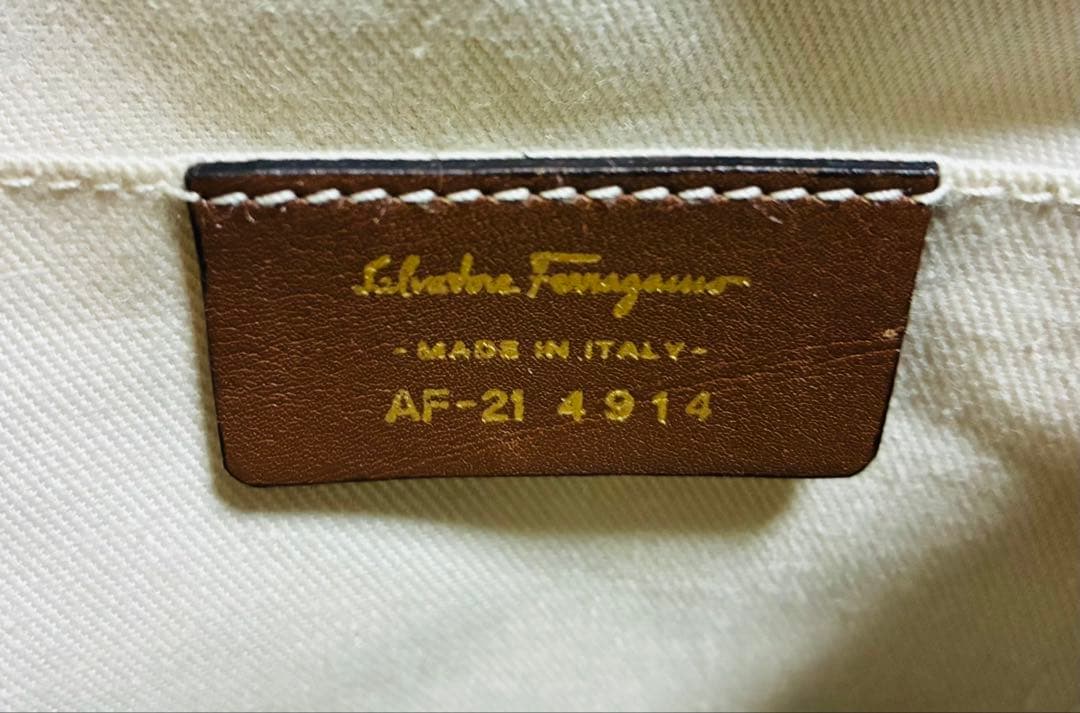 Salvatore Ferragamo
-MADE IN ITALY-
AF-21 4914